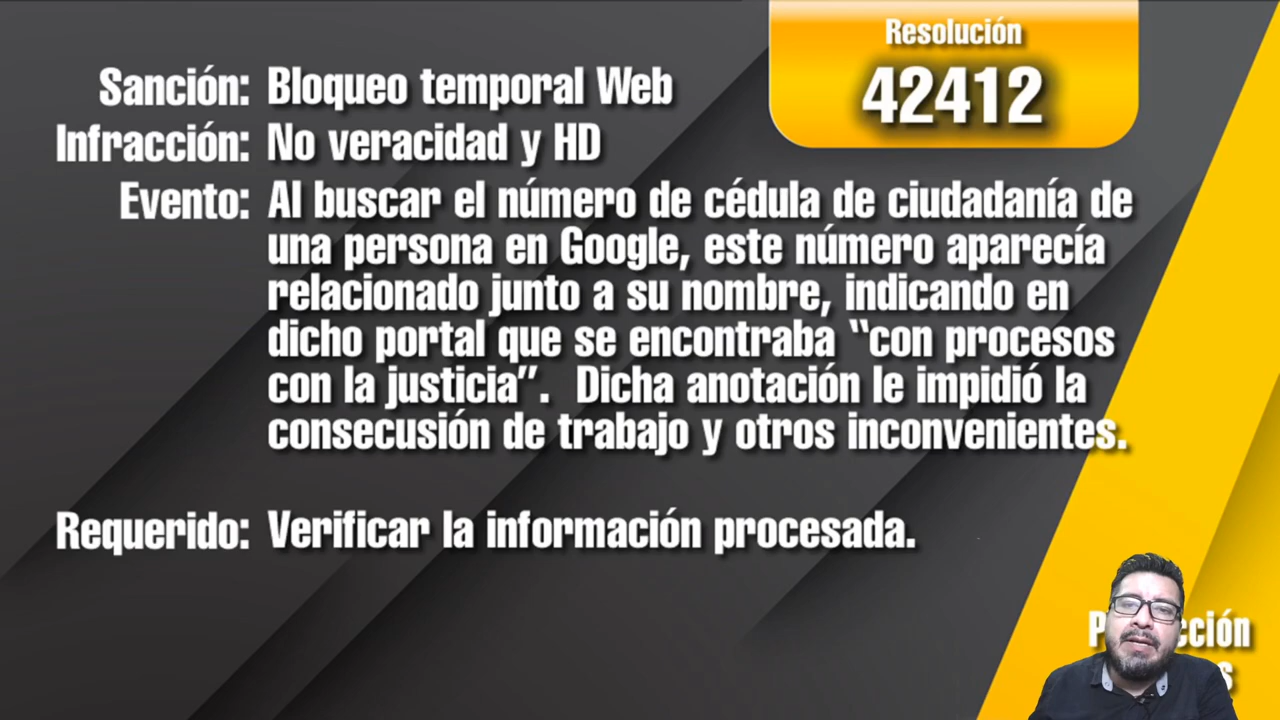 Resolución
42412
Sanción: Bloqueo temporal Web
Infracción: No veracidad y HD
Evento: Al buscar el número de cédula de ciudadanía de
una persona en Google, este número aparecía
relacionado junto a su nombre, indicando en
dicho portal que se encontraba “con procesos
con la justicia”. Dicha anotación le impidió la
consecusión de trabajo y otros inconvenientes.
Requerido: Verificar la información procesada.